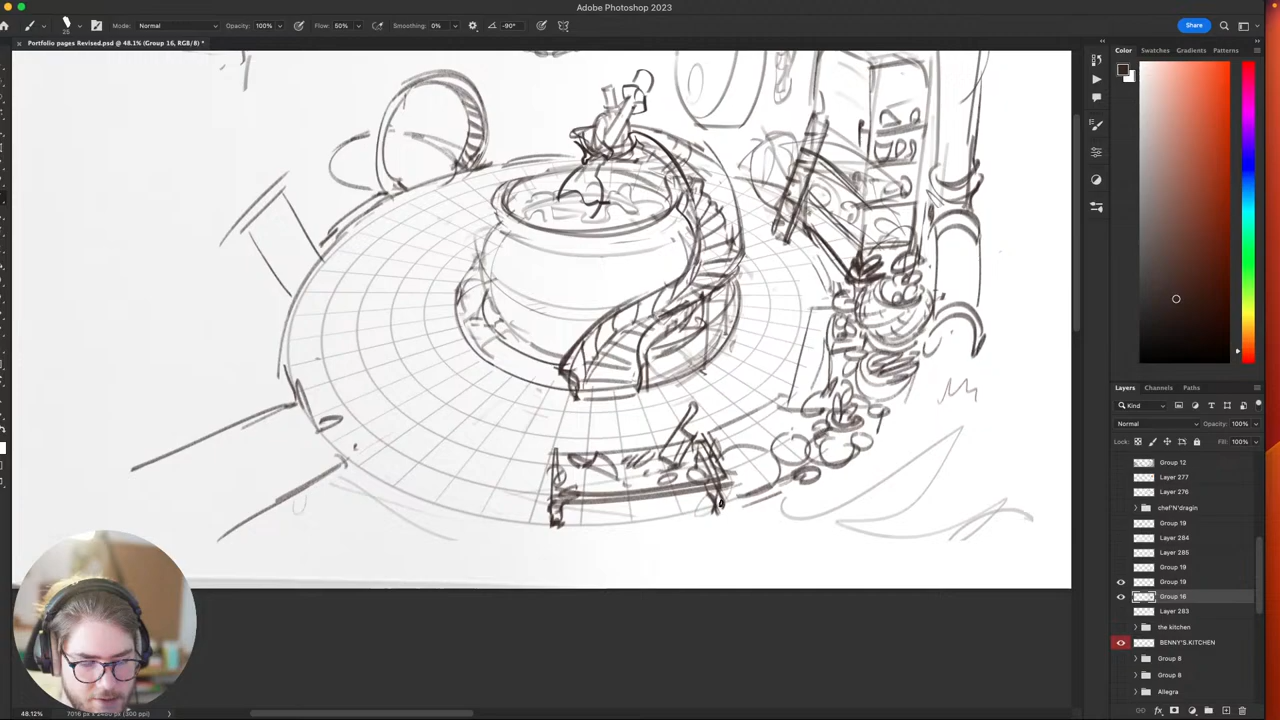 Adobe Photoshop 2023
25
Mode: Normal
Opacity: 100%
Flow: 50%
Smoothing: 0%
-90°
Share
× Portfolio pages Revised.psd @ 48.1% (Group 16, RGB/8) *
Color Swatches Gradients Patterns
Layers Channels Paths
Kind
Normal
Opacity: 100%
Lock:
Fill: 100%
Group 12
Layer 277
Layer 276
chef'N'dragin
Group 19
Layer 284
Layer 285
Group 19
Group 19
Group 16
Layer 283
the kitchen
BENNY'S.KITCHEN
Group 8
Group 8
Allegra
48.12%